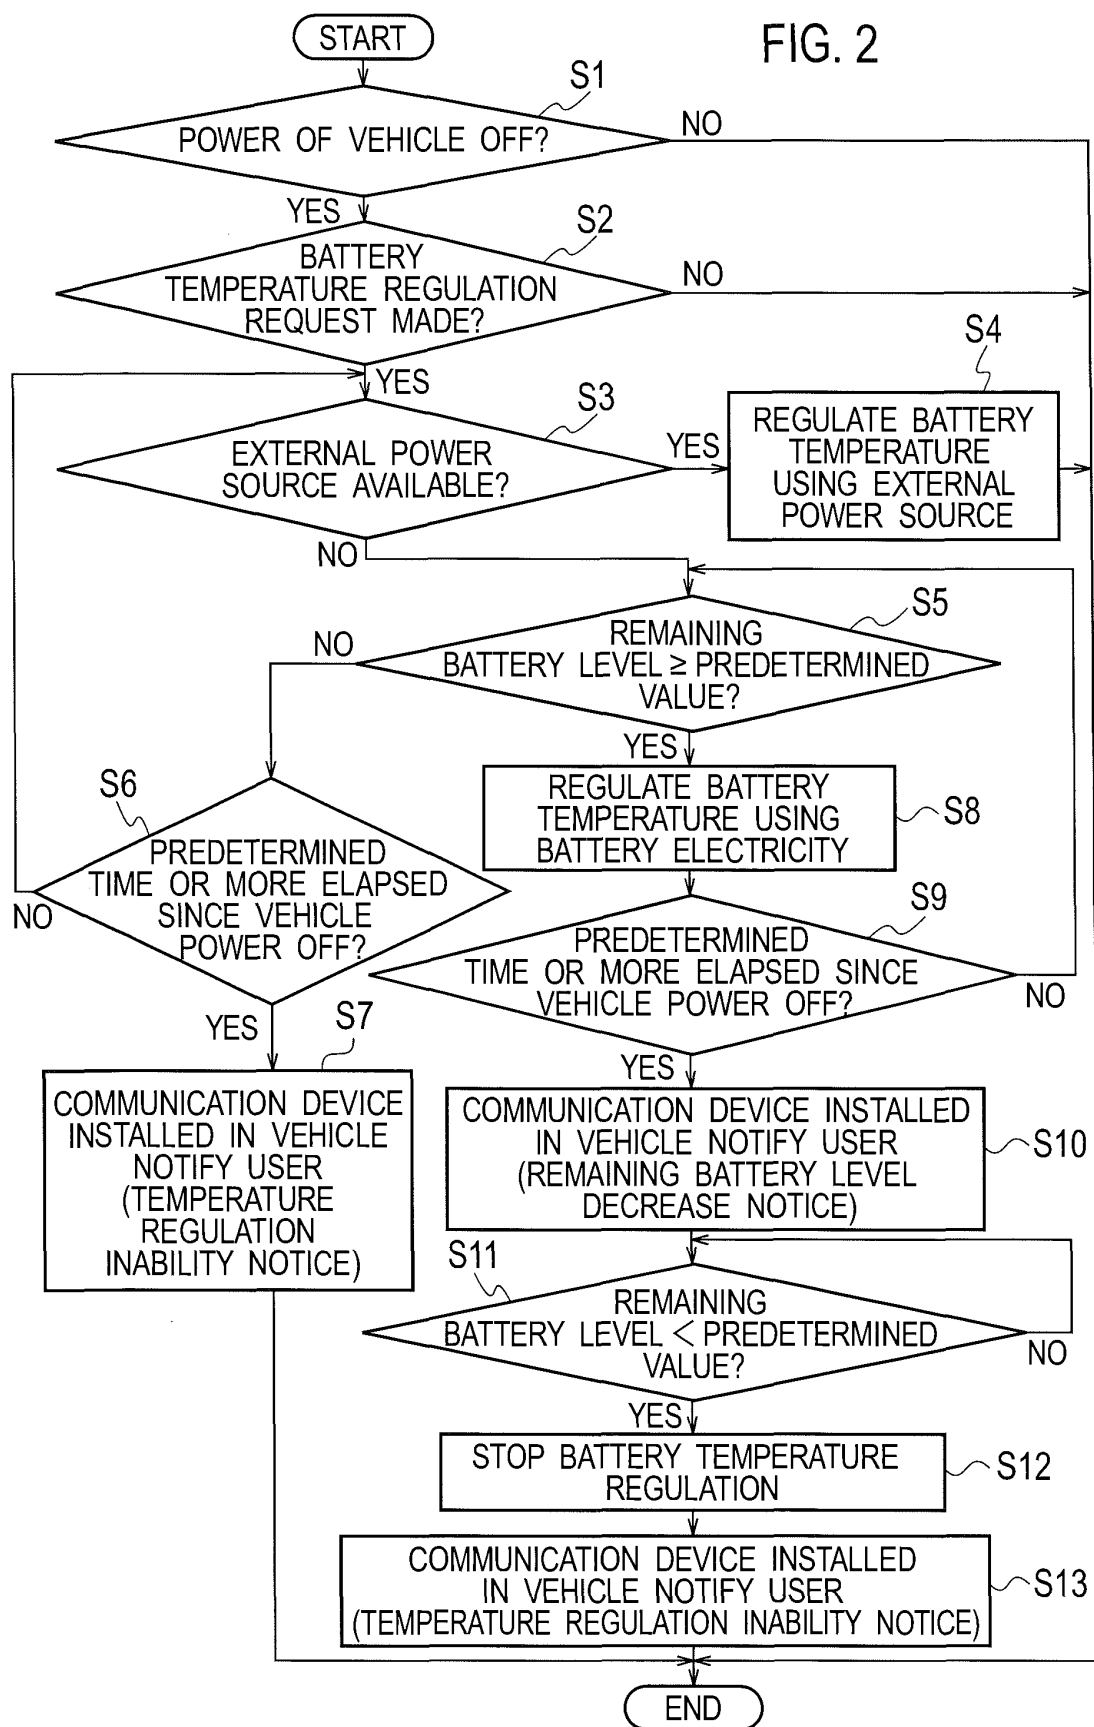 START
FIG. 2
S1
POWER OF VEHICLE OFF?
NO
YES
S2
BATTERY
TEMPERATURE REGULATION
REQUEST MADE?
NO
YES
S3
EXTERNAL POWER
SOURCE AVAILABLE?
YES
S4
REGULATE BATTERY
TEMPERATURE
USING EXTERNAL
POWER SOURCE
NO
S5
REMAINING
BATTERY LEVEL ≥ PREDETERMINED
VALUE?
NO
YES
S6
PREDETERMINED
TIME OR MORE ELAPSED
SINCE VEHICLE
POWER OFF?
NO
YES
REGULATE BATTERY
TEMPERATURE USING
BATTERY ELECTRICITY
S8
S9
PREDETERMINED
TIME OR MORE ELAPSED SINCE
VEHICLE POWER OFF?
NO
YES
S7
COMMUNICATION DEVICE
INSTALLED IN VEHICLE
NOTIFY USER
(TEMPERATURE
REGULATION
INABILITY NOTICE)
COMMUNICATION DEVICE INSTALLED
IN VEHICLE NOTIFY USER
(REMAINING BATTERY LEVEL
DECREASE NOTICE)
S10
S11
REMAINING
BATTERY LEVEL < PREDETERMINED
VALUE?
NO
YES
STOP BATTERY TEMPERATURE
REGULATION
S12
COMMUNICATION DEVICE INSTALLED
IN VEHICLE NOTIFY USER
(TEMPERATURE REGULATION INABILITY NOTICE)
S13
END